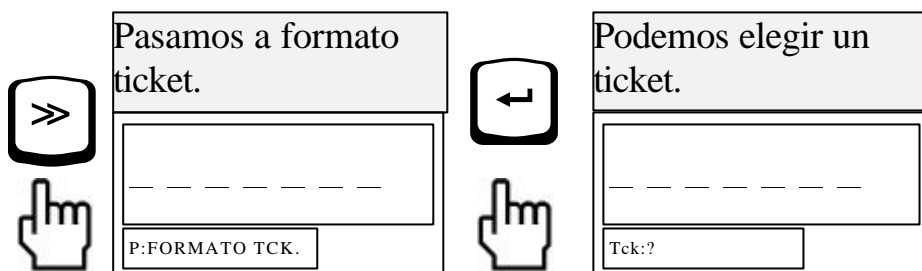 Pasamos a formato
ticket.
P:FORMATO TCK.
Podemos elegir un
ticket.
Tck:?